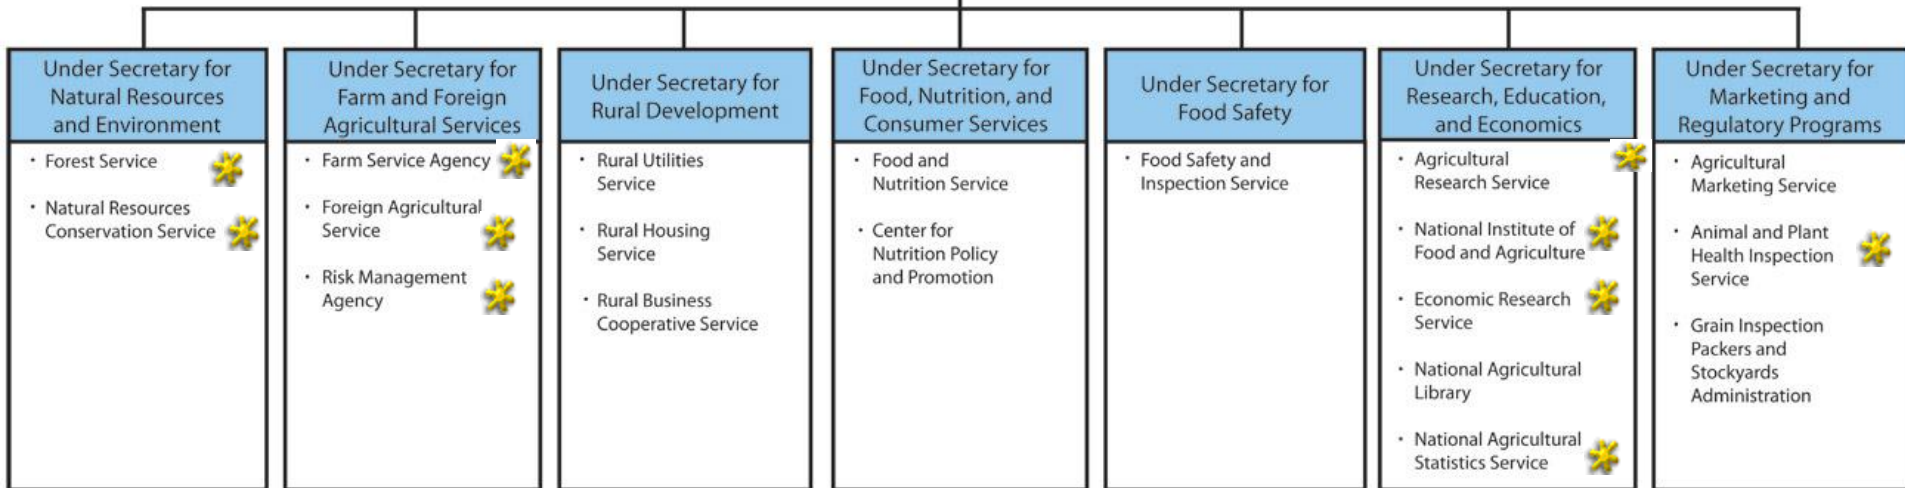 Under Secretary for
Natural Resources
and Environment
· Forest Service
· Natural Resources
Conservation Service
Under Secretary for
Farm and Foreign
Agricultural Services
· Farm Service Agency
· Foreign Agricultural
Service
· Risk Management
Agency
Under Secretary for
Rural Development
· Rural Utilities
Service
· Rural Housing
Service
· Rural Business
Cooperative Service
Under Secretary for
Food, Nutrition, and
Consumer Services
· Food and
Nutrition Service
· Center for
Nutrition Policy
and Promotion
Under Secretary for
Food Safety
· Food Safety and
Inspection Service
Under Secretary for
Research, Education,
and Economics
· Agricultural
Research Service
· National Institute of
Food and Agriculture
· Economic Research
Service
· National Agricultural
Library
· National Agricultural
Statistics Service
Under Secretary for
Marketing and
Regulatory Programs
· Agricultural
Marketing Service
· Animal and Plant
Health Inspection
Service
· Grain Inspection
Packers and
Stockyards
Administration